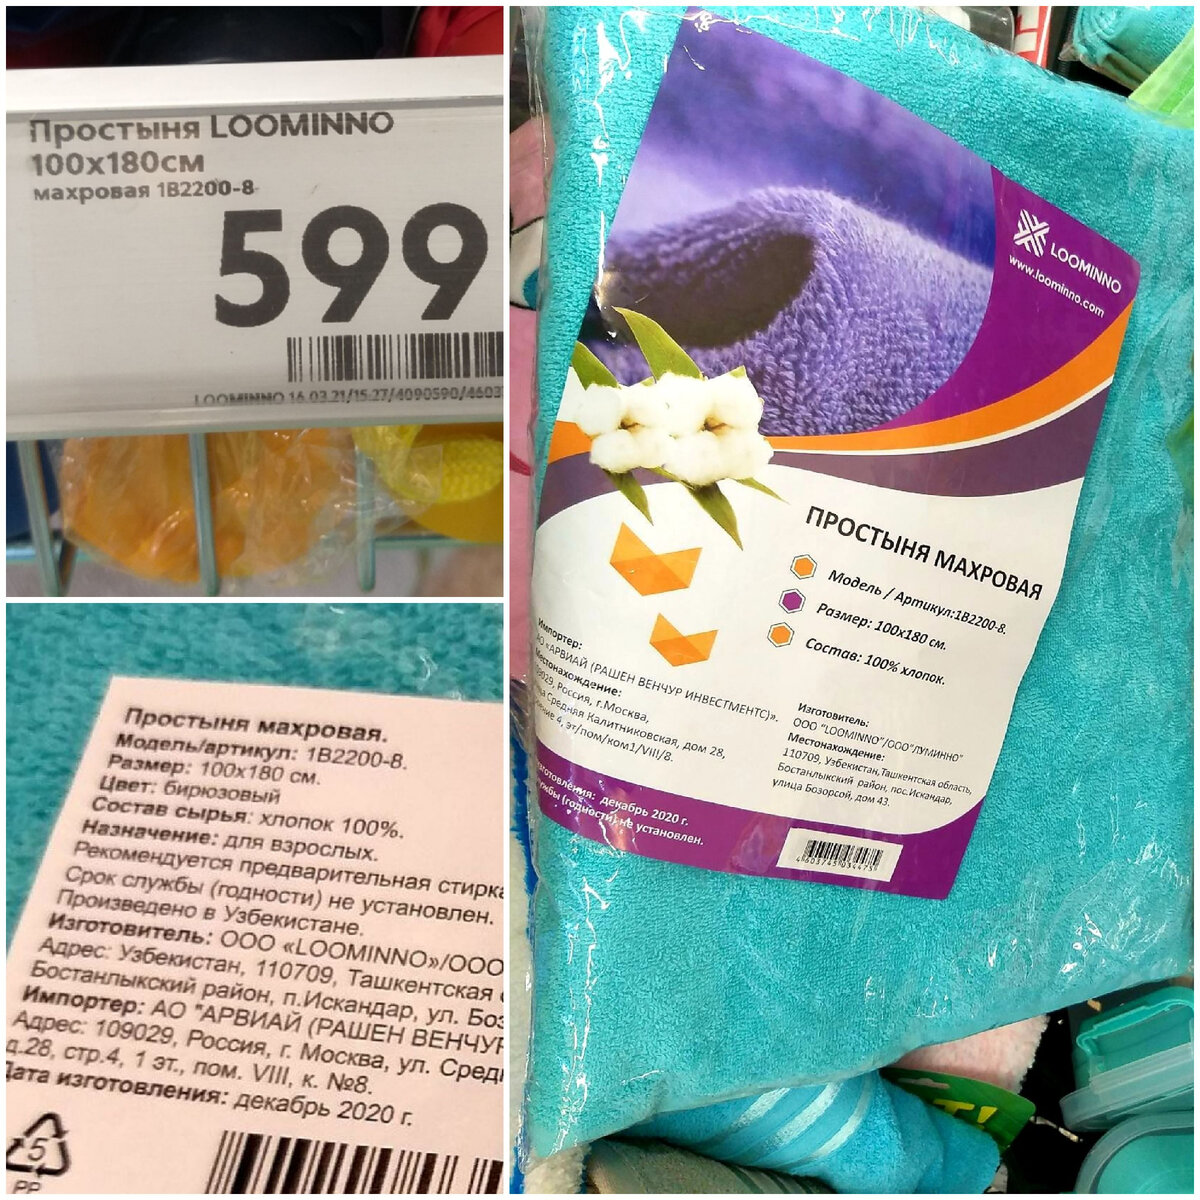 Простыня LOOMINNO
100х180см
махровая 1В2200-8
599
LOOMINNO 16.03.21/15:27/4090590/4603
LOOMINNO
www.loominno.com
ПРОСТЫНЯ МАХРОВАЯ
Модель / Артикул:1В2200-8.
Размер: 100х180 см.
Состав: 100% хлопок.
Импортер:
АО «АРВИАЙ (РАШЕН ВЕНЧУР ИНВЕСТМЕНТС)».
Местонахождение:
Россия, г.Москва,
Средняя Калитниковская, дом 28,
4, эт/пом/ком1/VIII/8.
декабрь 2020 г.
(годности) не установлен.
Изготовитель:
ООО "LOOMINNO"/ООО"ЛУМИННО"
Местонахождение:
110709, Узбекистан,Ташкентская область,
Бостанлыкский район, пос.Искандар,
улица Бозорсой, дом 43.
4603745034475
Простыня махровая.
Модель/артикул: 1В2200-8.
Размер: 100х180 см.
Цвет: бирюзовый
Состав сырья: хлопок 100%.
Назначение: для взрослых.
Рекомендуется предварительная стирка
Срок службы (годности) не установлен.
Произведено в Узбекистане.
Изготовитель: ООО «LOOMINNO»/ООО
Адрес: Узбекистан, 110709, Ташкентская
Бостанлыкский район, п.Искандар, ул. Боз
Импортер: АО "АРВИАЙ (РАШЕН ВЕНЧУР
Адрес: 109029, Россия, г. Москва, ул. Средн
д.28, стр.4, 1 эт., пом. VIII, к. №8.
Дата изготовления: декабрь 2020 г.
5
PP